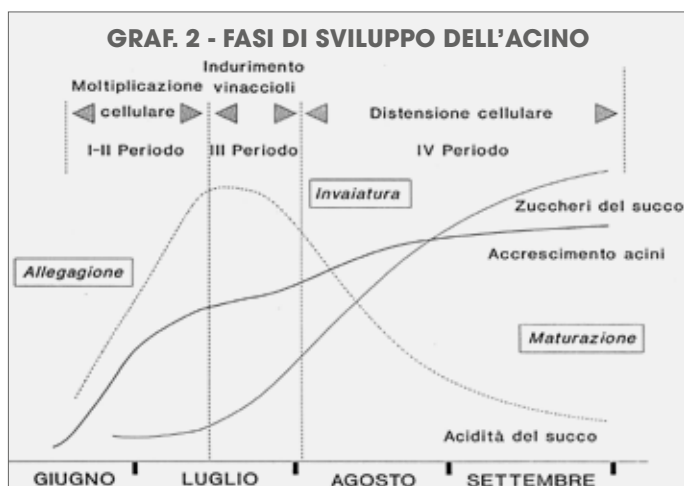 GRAF. 2 - FASI DI SVILUPPO DELL'ACINO
Moltiplicazione
cellulare
I-II Periodo
Indurimento
vinaccioli
III Periodo
Distensione cellulare
IV Periodo
Invaiatura
Zuccheri del succo
Accrescimento acini
Allegagione
Maturazione
Acidità del succo
GIUGNO LUGLIO AGOSTO SETTEMBRE